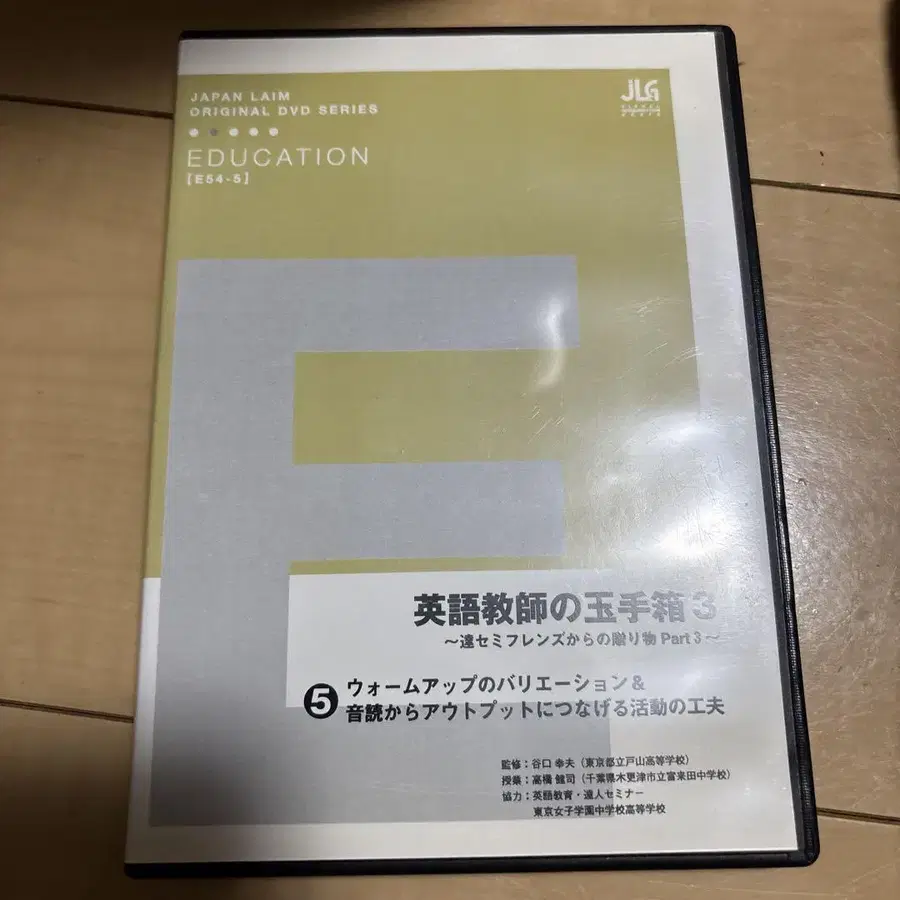 JAPAN LAIM
ORIGINAL DVD SERIES
JLG
EDUCATION
[E54-5]
英語教師の玉手箱3
～達セミフレンズからの贈り物 Part 3～
❺ ウォームアップのバリエーション&
音読からアウトプットにつなげる活動の工夫
監修：谷口 幸夫（東京都立戸山高等学校）
授業：高橋 健司（千葉県木更津市立富来田中学校）
協力：英語教育・達人セミナー
東京女子学園中学校高等学校